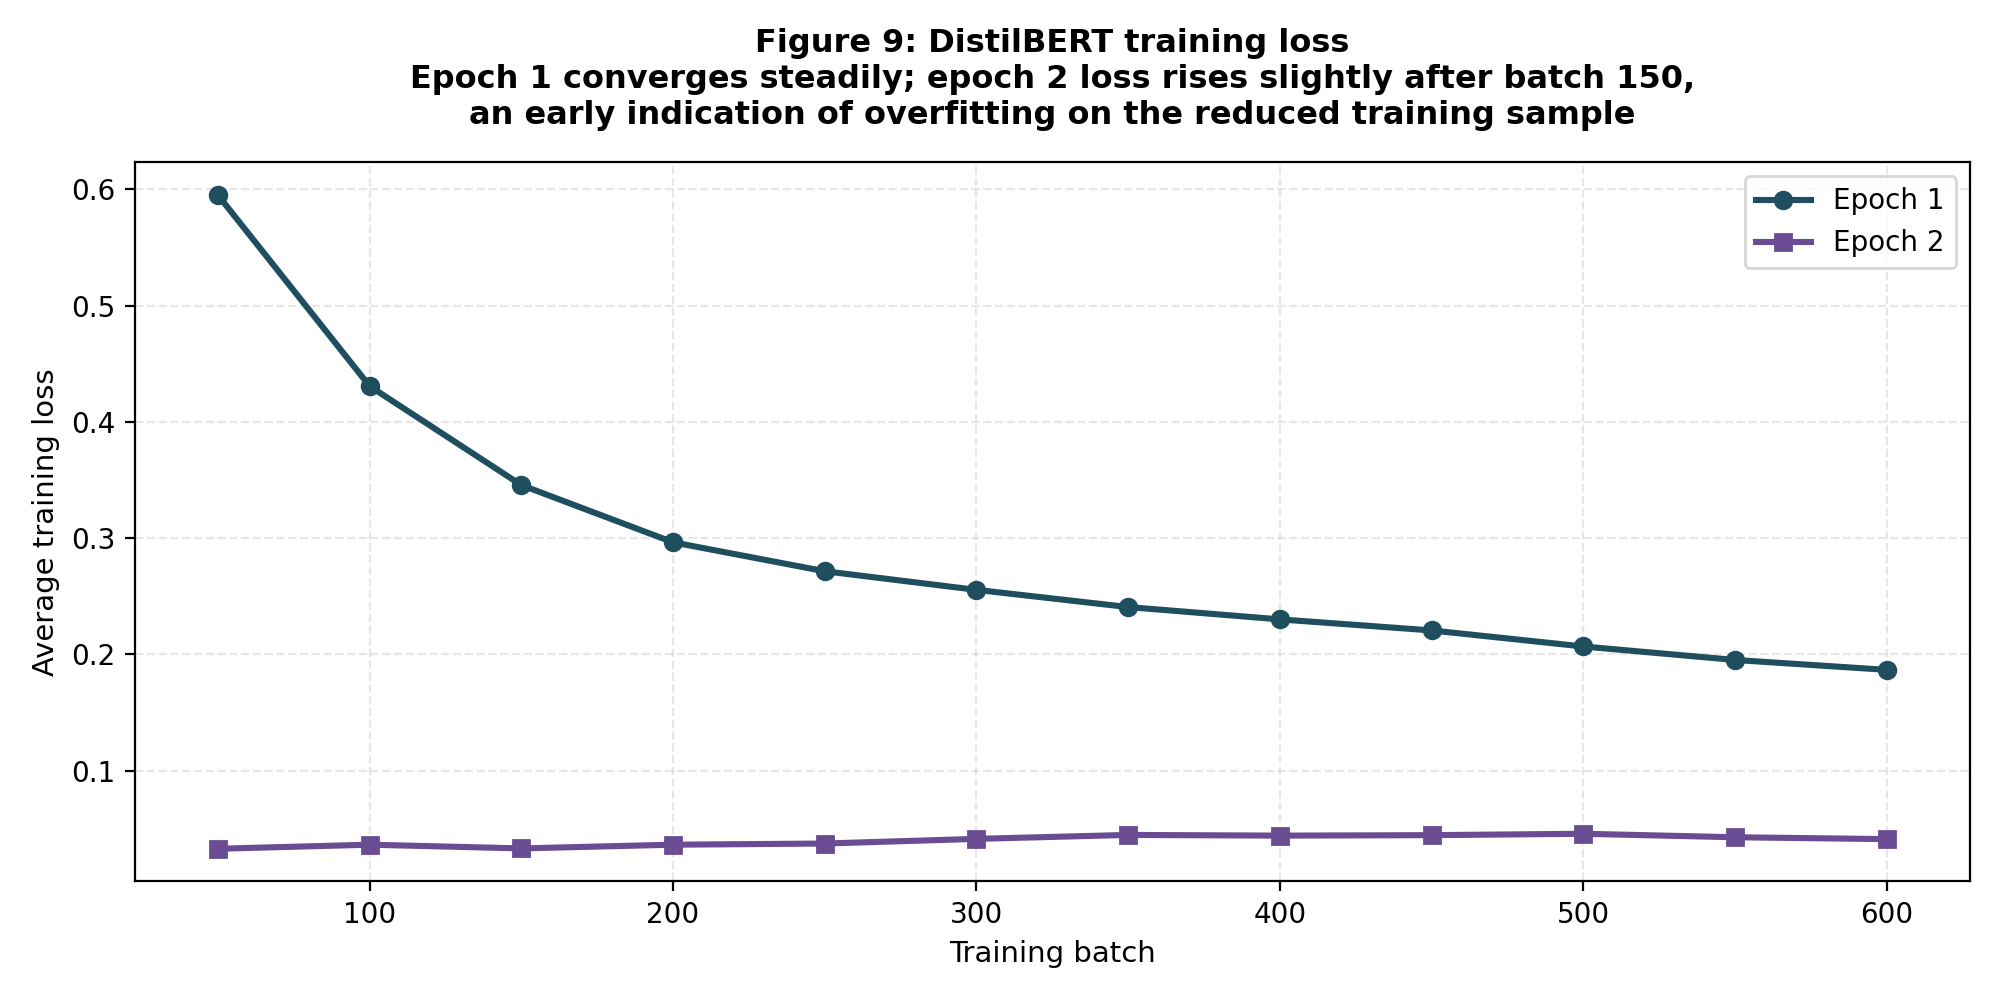 Figure 9: DistilBERT training loss
Epoch 1 converges steadily; epoch 2 loss rises slightly after batch 150,
an early indication of overfitting on the reduced training sample
Epoch 1
Epoch 2
Average training loss
0.6
0.5
0.4
0.3
0.2
0.1
100 200 300 400 500 600
Training batch